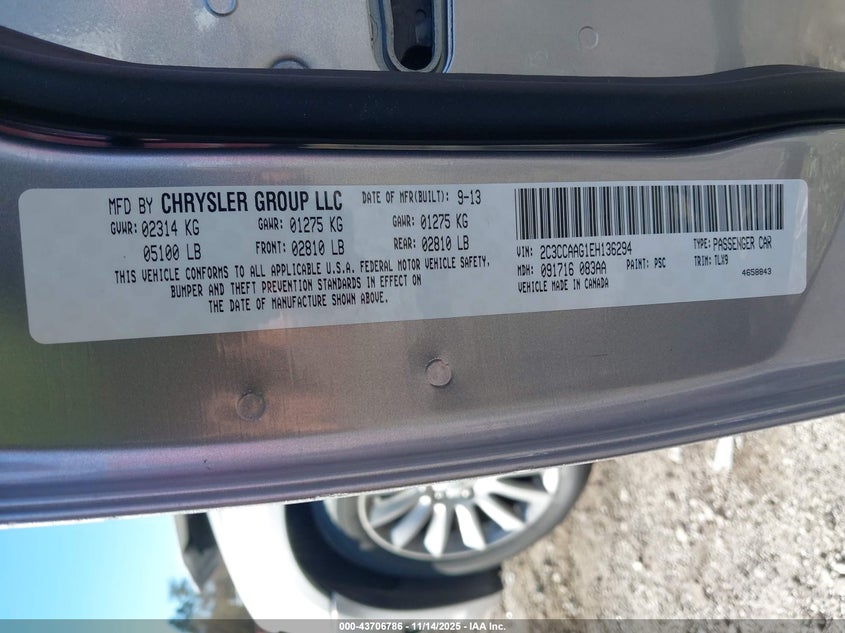 MFD BY CHRYSLER GROUP LLC DATE OF MFR(BUILT): 9-13
GVWR: 02314 KG GAWR: 01275 KG GAWR: 01275 KG
05100 LB FRONT: 02810 LB REAR: 02810 LB
THIS VEHICLE CONFORMS TO ALL APPLICABLE U.S.A. FEDERAL MOTOR VEHICLE SAFETY,
BUMPER AND THEFT PREVENTION STANDARDS IN EFFECT ON
THE DATE OF MANUFACTURE SHOWN ABOVE.
VIN: 2C3CCAAG1EH136294 TYPE: PASSENGER CAR
MDH: 091716 083AA PAINT: PSC TRIM: TLX9
VEHICLE MADE IN CANADA 4658843
000-43706786 - 11/14/2025 - IAA, Inc.